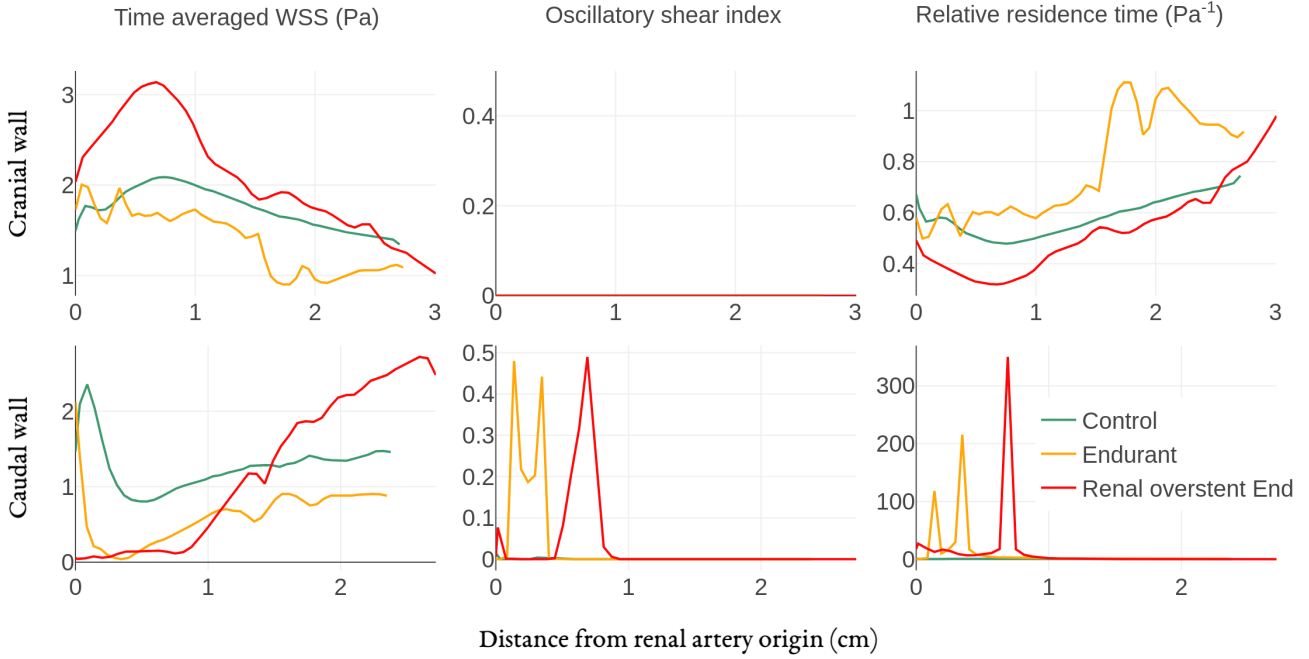 Time averaged WSS (Pa)
Oscillatory shear index
Relative residence time (Pa⁻¹)
Cranial wall
3
2
1
0 1 2 3
0.4
0.2
0
0 1 2 3
1
0.8
0.6
0.4
0 1 2 3
Caudal wall
2
1
0
0 1 2
0.5
0.4
0.3
0.2
0.1
0
0 1 2
300
200
100
0
0 1 2
Control
Endurant
Renal overstent End
Distance from renal artery origin (cm)